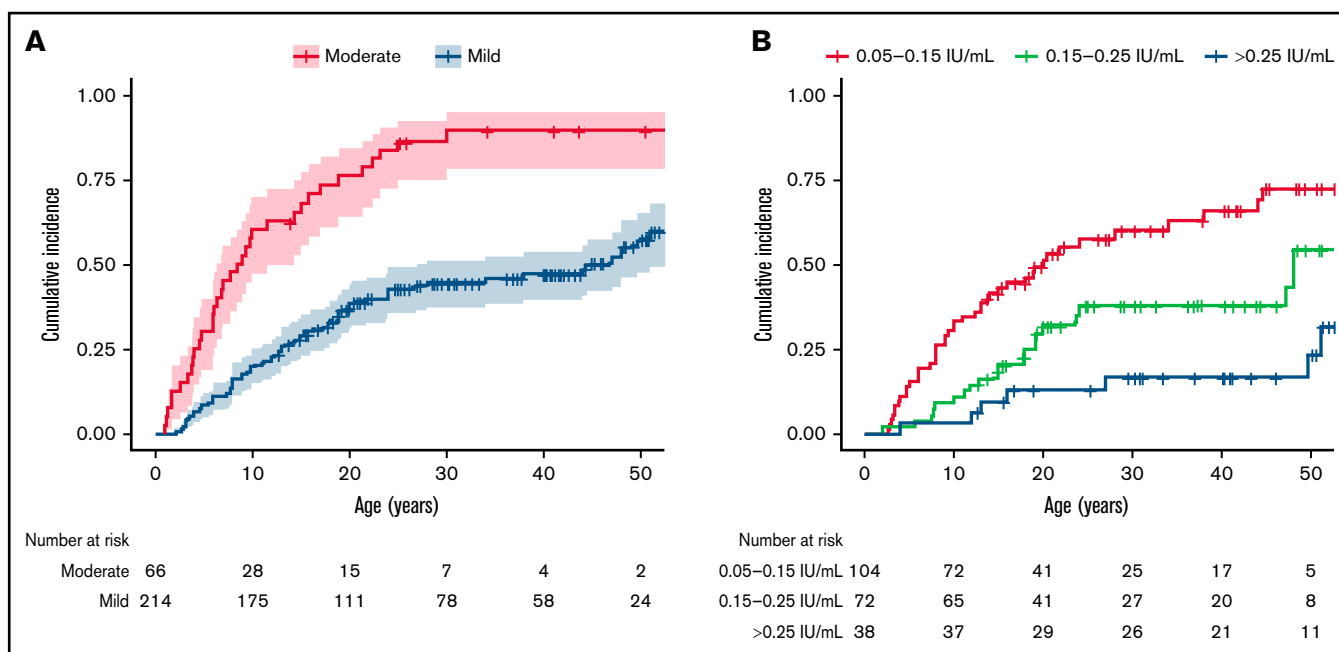 A
Moderate Mild
1.00
0.75
0.50
0.25
0.00
Cumulative incidence
0 10 20 30 40 50
Age (years)
Number at risk
Moderate 66 28 15 7 4 2
Mild 214 175 111 78 58 24
B
0.05–0.15 IU/mL 0.15–0.25 IU/mL >0.25 IU/mL
1.00
0.75
0.50
0.25
0.00
Cumulative incidence
0 10 20 30 40 50
Age (years)
Number at risk
0.05–0.15 IU/mL 104 72 41 25 17 5
0.15–0.25 IU/mL 72 65 41 27 20 8
>0.25 IU/mL 38 37 29 26 21 11